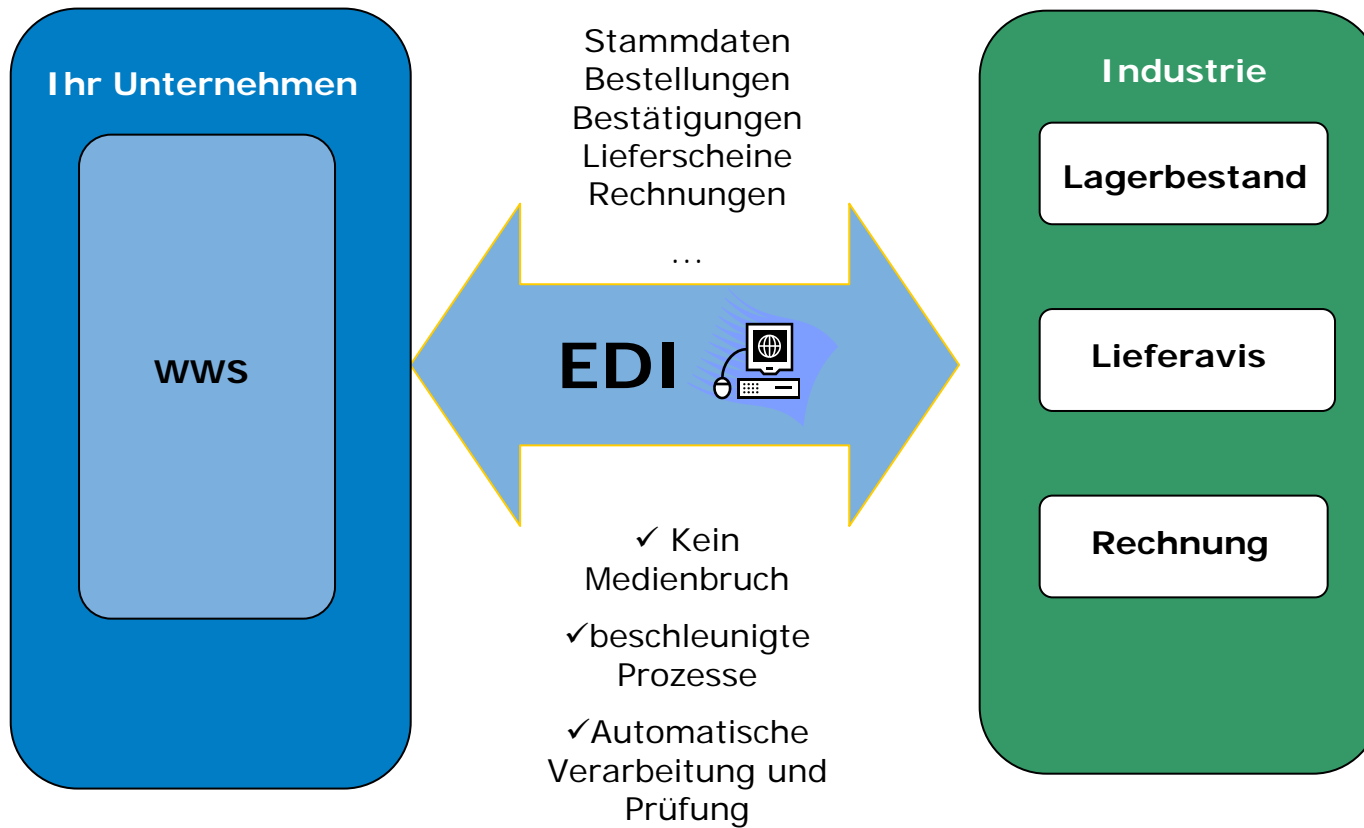 Ihr Unternehmen
WWS
Stammdaten
Bestellungen
Bestätigungen
Lieferscheine
Rechnungen
...
EDI
✓ Kein
Medienbruch
✓beschleunigte
Prozesse
✓Automatische
Verarbeitung und
Prüfung
Industrie
Lagerbestand
Lieferavis
Rechnung